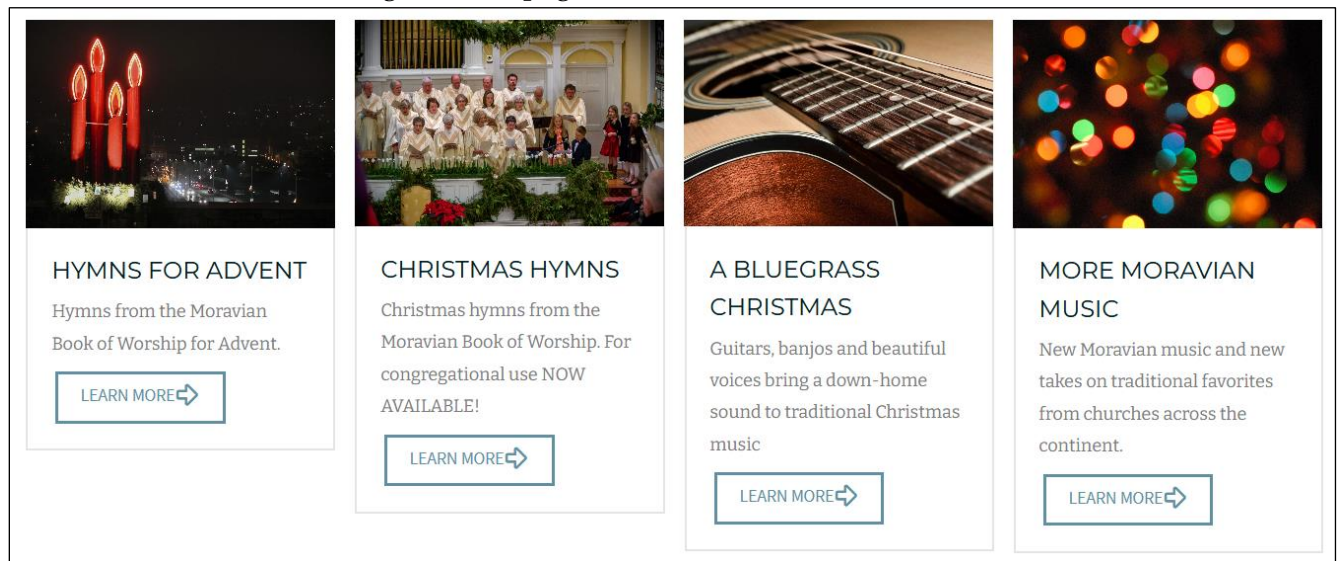 HYMNS FOR ADVENT
Hymns from the Moravian
Book of Worship for Advent.
LEARN MORE
CHRISTMAS HYMNS
Christmas hymns from the
Moravian Book of Worship. For
congregational use NOW
AVAILABLE!
LEARN MORE
A BLUEGRASS
CHRISTMAS
Guitars, banjos and beautiful
voices bring a down-home
sound to traditional Christmas
music
LEARN MORE
MORE MORAVIAN
MUSIC
New Moravian music and new
takes on traditional favorites
from churches across the
continent.
LEARN MORE